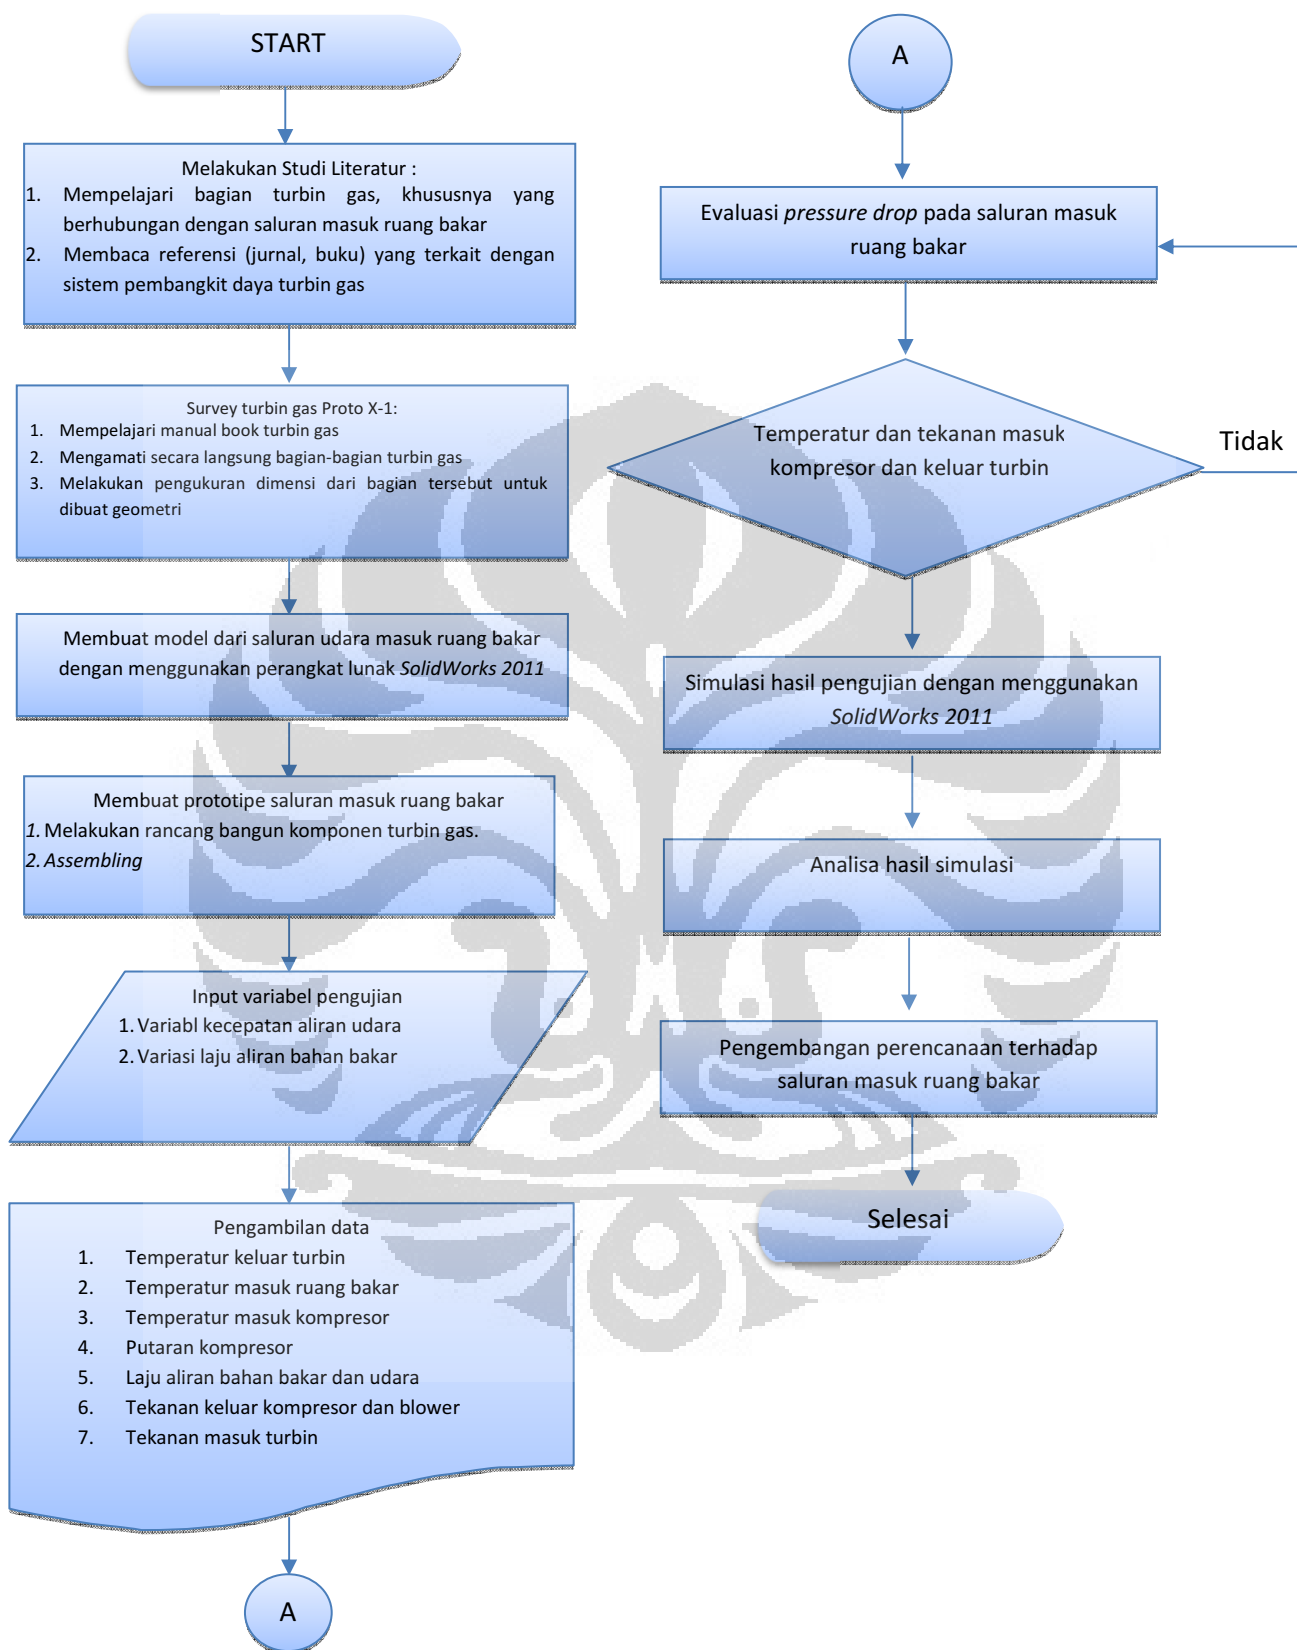 START
Melakukan Studi Literatur :
1. Mempelajari bagian turbin gas, khususnya yang
berhubungan dengan saluran masuk ruang bakar
2. Membaca referensi (jurnal, buku) yang terkait dengan
sistem pembangkit daya turbin gas
Survey turbin gas Proto X-1:
1. Mempelajari manual book turbin gas
2. Mengamati secara langsung bagian-bagian turbin gas
3. Melakukan pengukuran dimensi dari bagian tersebut untuk
dibuat geometri
Membuat model dari saluran udara masuk ruang bakar
dengan menggunakan perangkat lunak SolidWorks 2011
Membuat prototipe saluran masuk ruang bakar
1. Melakukan rancang bangun komponen turbin gas.
2. Assembling
Input variabel pengujian
1. Variabl kecepatan aliran udara
2. Variasi laju aliran bahan bakar
Pengambilan data
1. Temperatur keluar turbin
2. Temperatur masuk ruang bakar
3. Temperatur masuk kompresor
4. Putaran kompresor
5. Laju aliran bahan bakar dan udara
6. Tekanan keluar kompresor dan blower
7. Tekanan masuk turbin
A
A
Evaluasi pressure drop pada saluran masuk
ruang bakar
Temperatur dan tekanan masuk
kompresor dan keluar turbin
Tidak
Simulasi hasil pengujian dengan menggunakan
SolidWorks 2011
Analisa hasil simulasi
Pengembangan perencanaan terhadap
saluran masuk ruang bakar
Selesai